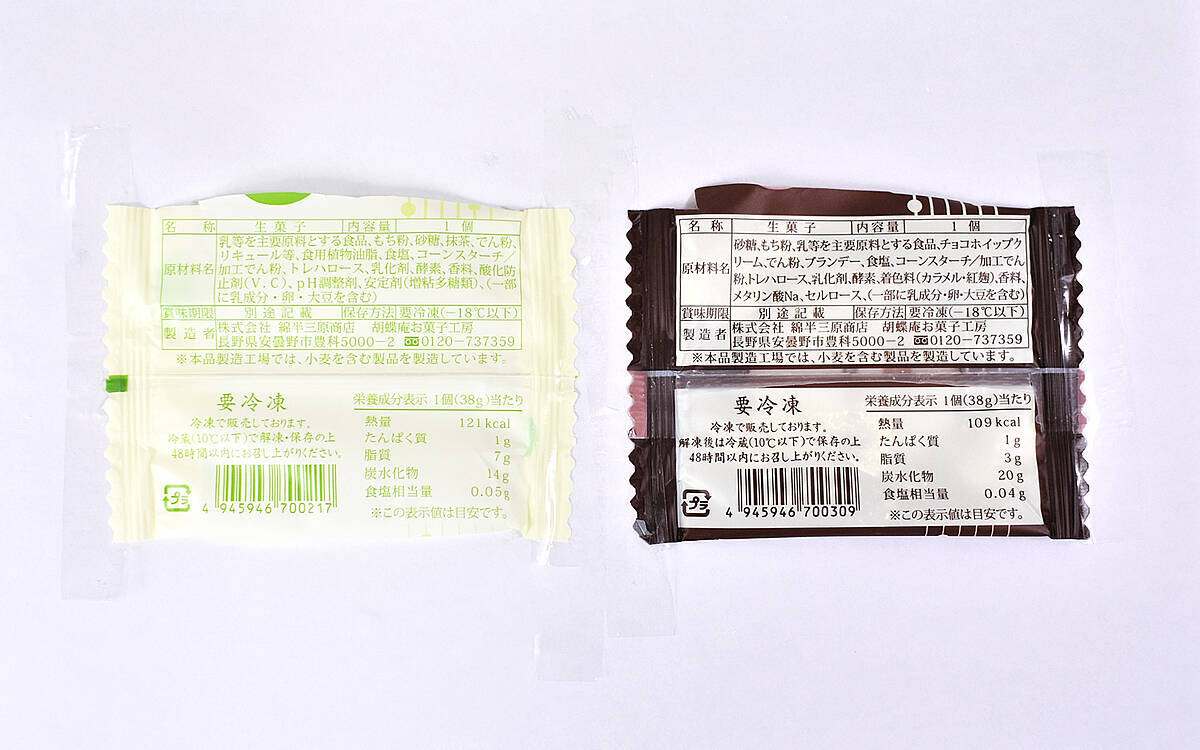 名称 生菓子 内容量 1個
原材料名 乳等を主要原料とする食品、もち粉、砂糖、抹茶、でん粉、
リキュール等、食用植物油脂、食塩、コーンスターチ/
加工でん粉、トレハロース、乳化剤、酵素、香料、酸化防
止剤(V.C)、pH調整剤、安定剤(増粘多糖類)、(一部
に乳成分・卵・大豆を含む)
賞味期限 別途記載 保存方法 要冷凍(−18℃以下)
製造者 株式会社 綿半三原商店 胡蝶庵お菓子工房
長野県安曇野市豊科5000−2 0120−737359
※本品製造工場では、小麦を含む製品を製造しています。
要冷凍
冷凍で販売しております。
冷蔵(10℃以下)で解凍・保存の上
48時間以内にお召し上がりください。
プラ
4 945946 700217
栄養成分表示 1個(38g)当たり
熱量 121kcal
たんぱく質 1g
脂質 7g
炭水化物 14g
食塩相当量 0.05g
※この表示値は目安です。
名称 生菓子 内容量 1個
原材料名 砂糖、もち粉、乳等を主要原料とする食品、チョコホイップク
リーム、でん粉、ブランデー、食塩、コーンスターチ/加工でん
粉、トレハロース、乳化剤、酵素、着色料(カラメル・紅麹)、香料、
メタリン酸Na、セルロース、(一部に乳成分・卵・大豆を含む)
賞味期限 別途記載 保存方法 要冷凍(−18℃以下)
製造者 株式会社 綿半三原商店 胡蝶庵お菓子工房
長野県安曇野市豊科5000−2 0120−737359
※本品製造工場では、小麦を含む製品を製造しています。
要冷凍
冷凍で販売しております。
解凍後は冷蔵(10℃以下)で保存の上
48時間以内にお召し上がりください。
プラ
4 945946 700309
栄養成分表示 1個(38g)当たり
熱量 109kcal
たんぱく質 1g
脂質 3g
炭水化物 20g
食塩相当量 0.04g
※この表示値は目安です。